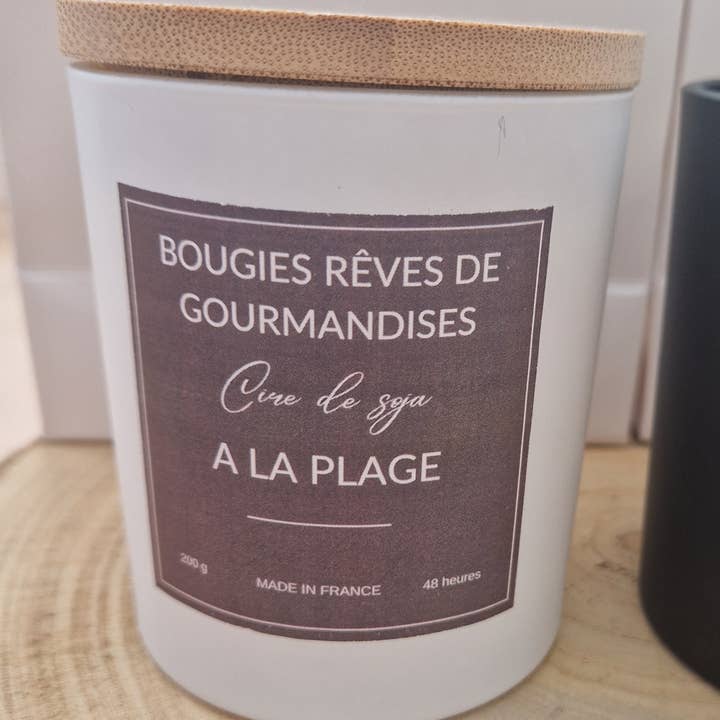 BOUGIES RÊVES DE
GOURMANDISES
Cire de soja
A LA PLAGE
200 g
MADE IN FRANCE
48 heures